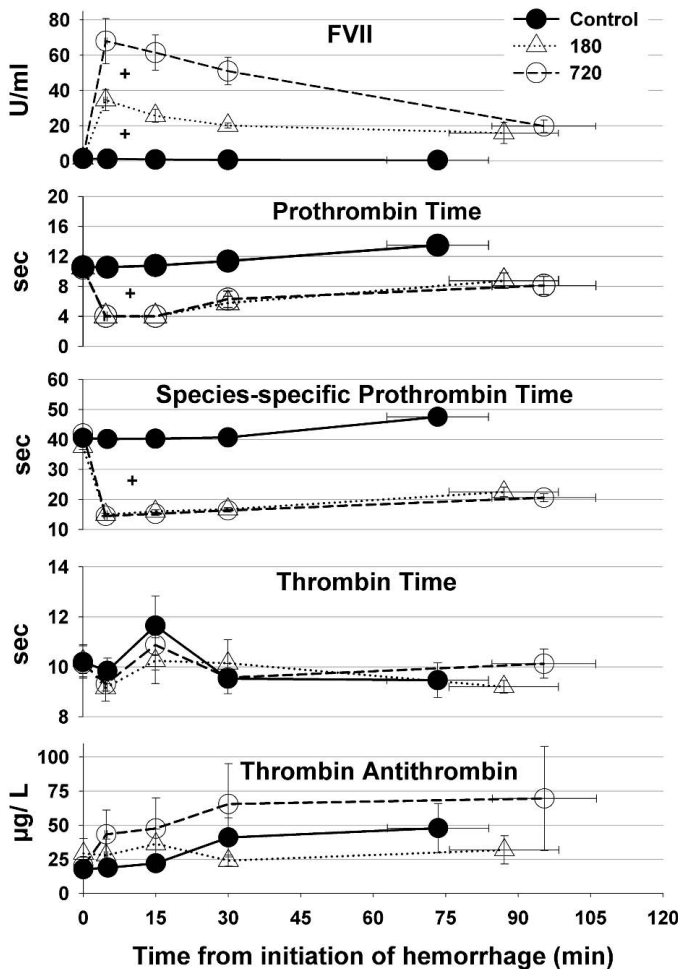 FVII
Control
180
720
U/ml
80
60
40
20
0
+
+
Prothrombin Time
sec
20
16
12
8
4
0
+
Species-specific Prothrombin Time
sec
60
50
40
30
20
10
+
Thrombin Time
sec
14
12
10
8
Thrombin Antithrombin
µg/ L
100
75
50
25
0
0 15 30 45 60 75 90 105 120
Time from initiation of hemorrhage (min)